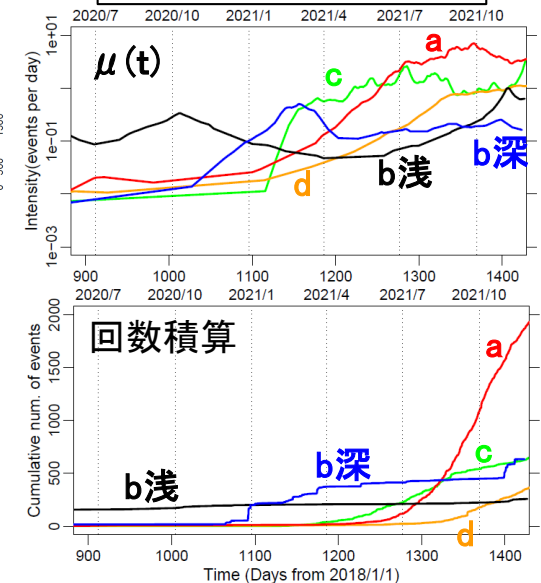 2020/7 2020/10 2021/1 2021/4 2021/7 2021/10
μ(t)
a
c
b深
b浅
d
Intensity(events per day)
1e+01
1e-01
1e-03
900 1000 1100 1200 1300 1400
2020/7 2020/10 2021/1 2021/4 2021/7 2021/10
回数積算
a
c
b深
b浅
d
Cumulative num. of events
2000
1500
1000
500
0
900 1000 1100 1200 1300 1400
Time (Days from 2018/1/1)